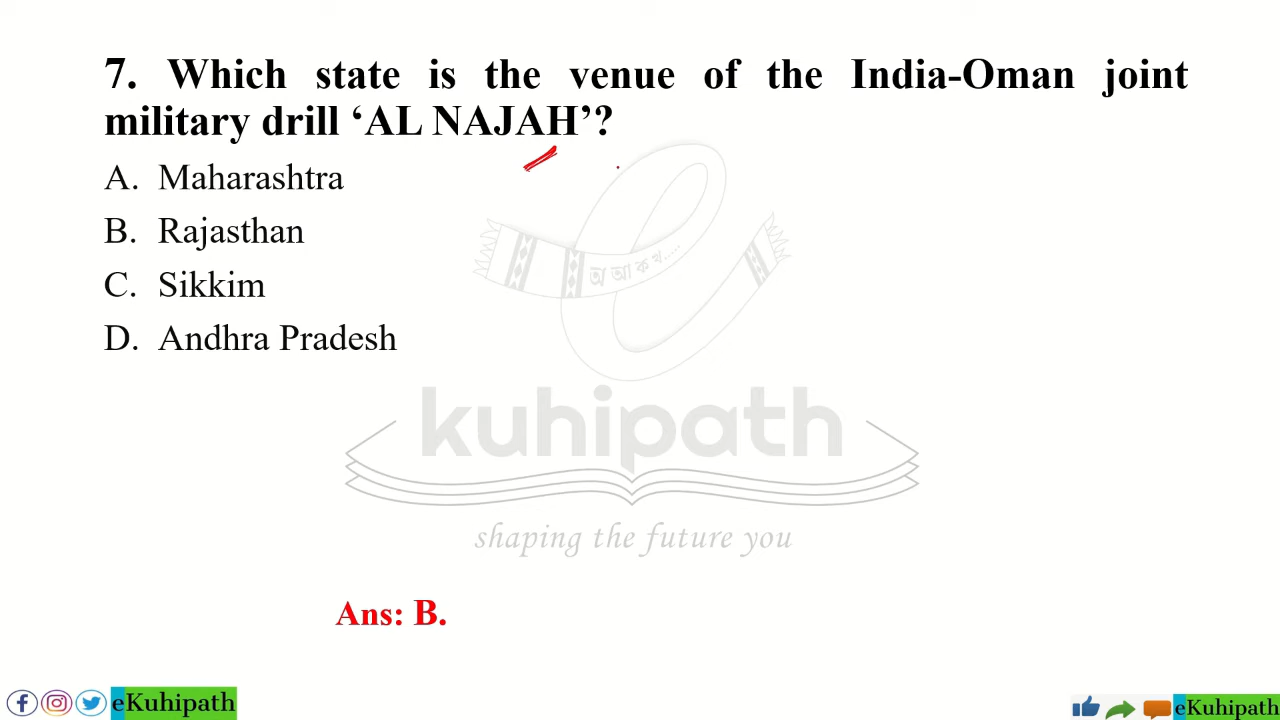 7. Which state is the venue of the India-Oman joint
military drill ‘AL NAJAH’?
A. Maharashtra
B. Rajasthan
C. Sikkim
D. Andhra Pradesh
অ আ ক খ.....
kuhipath
shaping the future you
Ans: B.
eKuhipath
eKuhipath